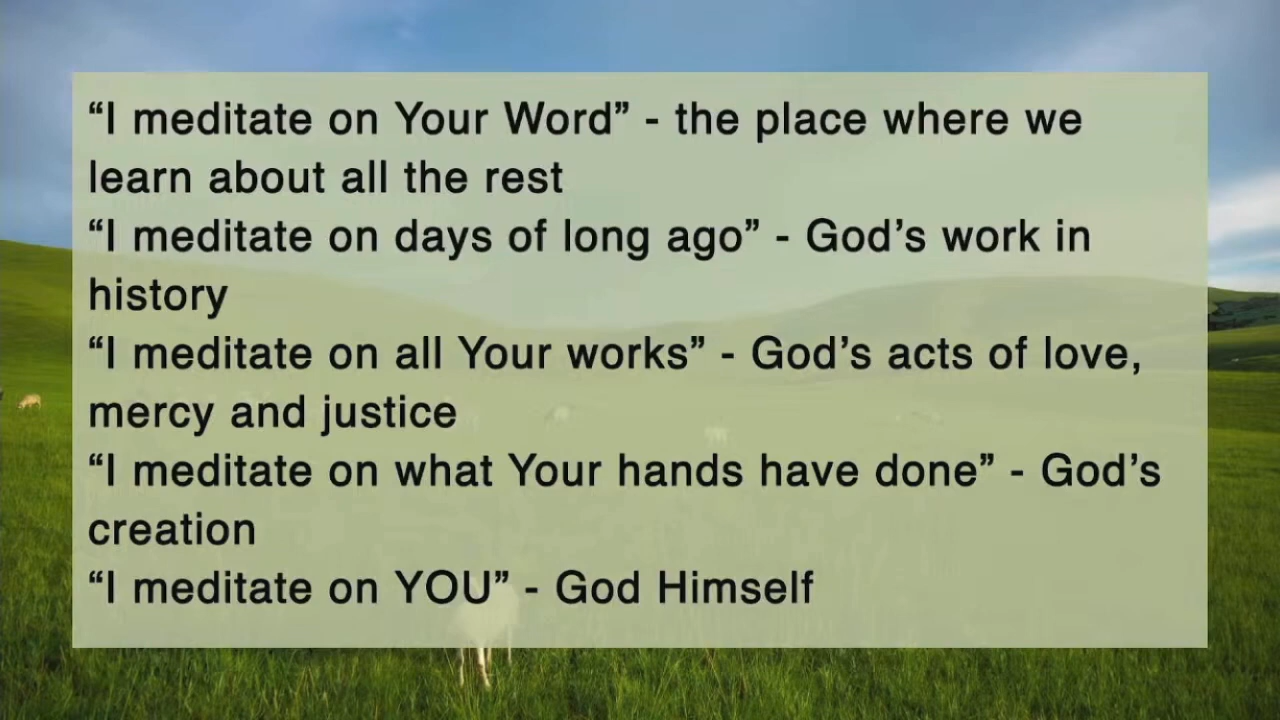 “I meditate on Your Word” - the place where we
learn about all the rest
“I meditate on days of long ago” - God’s work in
history
“I meditate on all Your works” - God’s acts of love,
mercy and justice
“I meditate on what Your hands have done” - God’s
creation
“I meditate on YOU” - God Himself